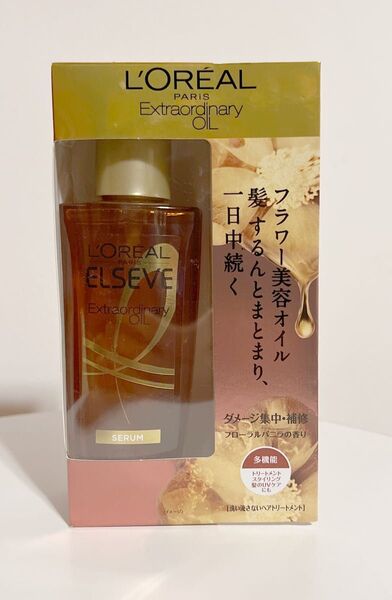 L'ORÉAL
PARIS
Extraordinary
OIL
フラワー美容オイル
髪するんとまとまり、
一日中続く
L'ORÉAL
PARIS
ELSEVE
Extraordinary
OIL
SERUM
ダメージ集中・補修
フローラルバニラの香り
多機能
トリートメント
スタイリング
髪のUVケア
にも
[洗い流さないヘアトリートメント]